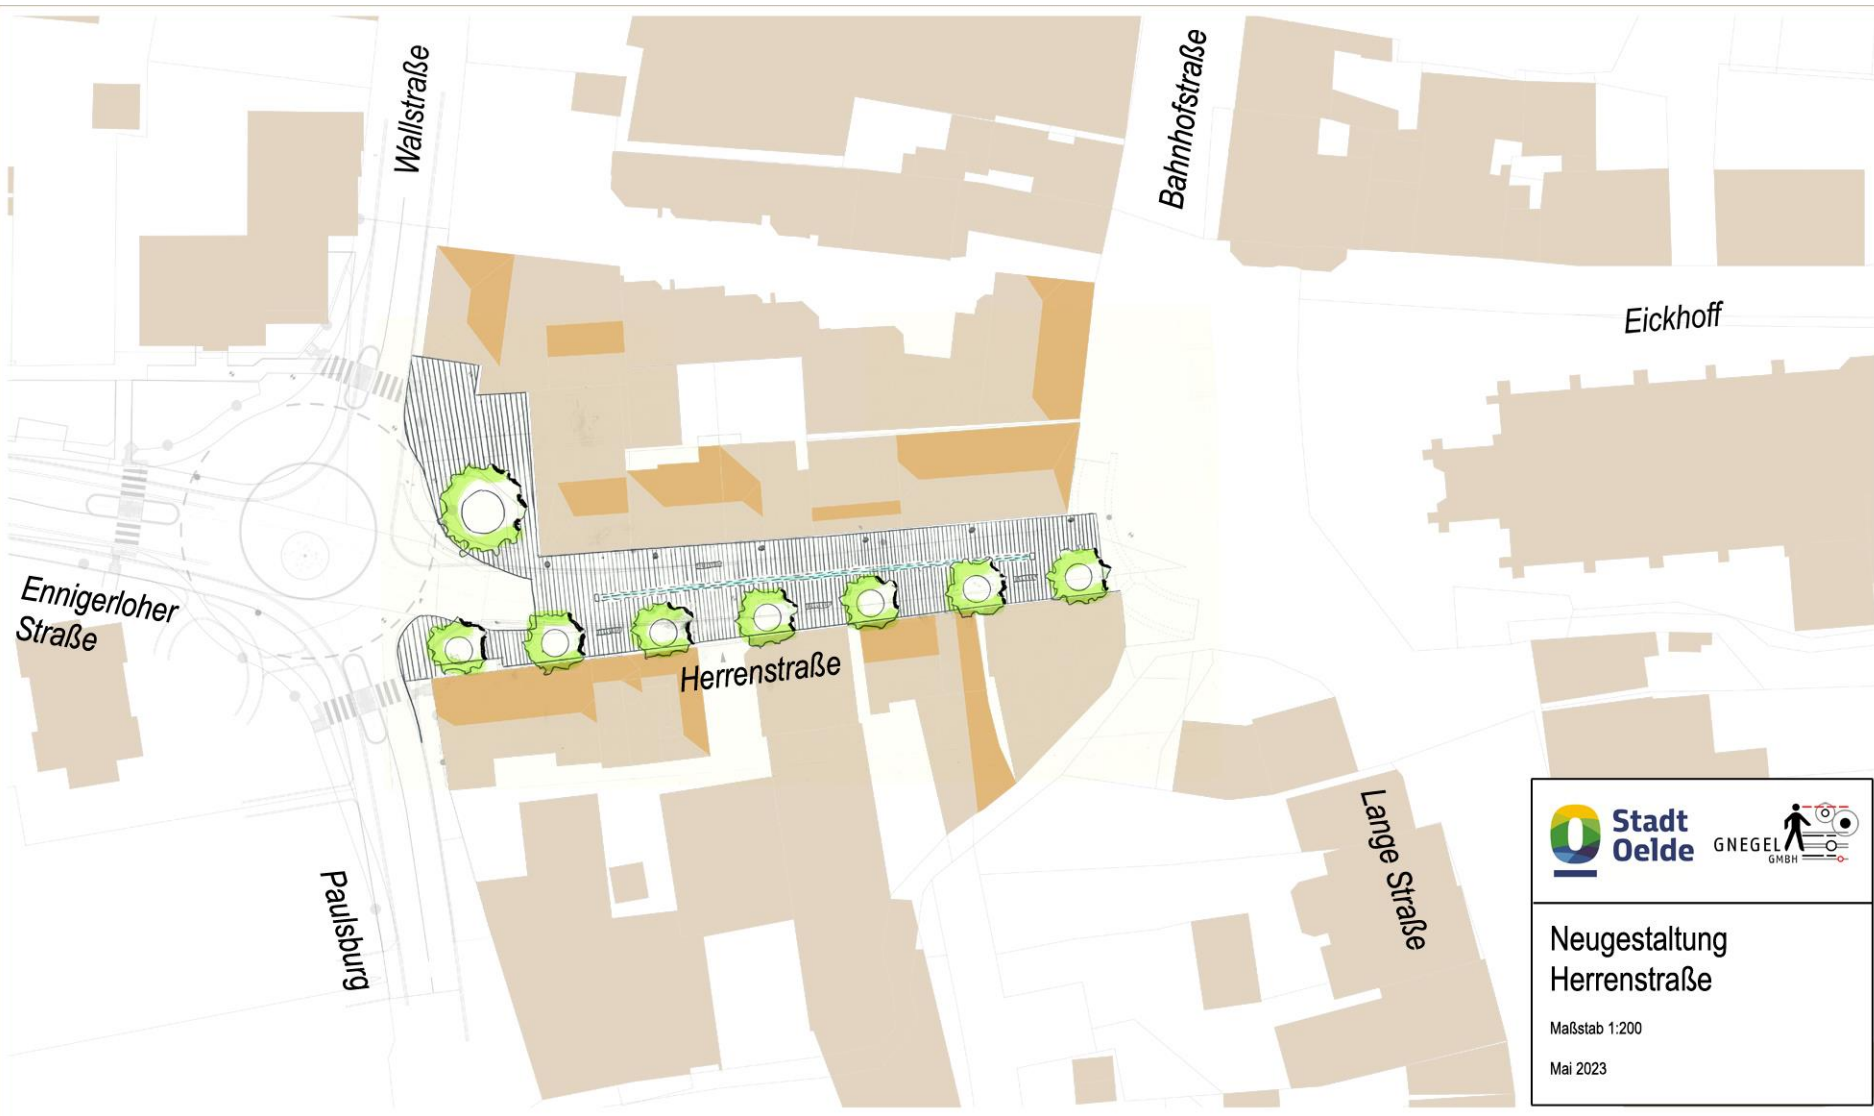 Wallstraße
Bahnhofstraße
Eickhoff
Ennigerloher
Straße
Herrenstraße
Paulsburg
Lange Straße
Stadt
Oelde
GNEGEL
GMBH
Neugestaltung
Herrenstraße
Maßstab 1:200
Mai 2023